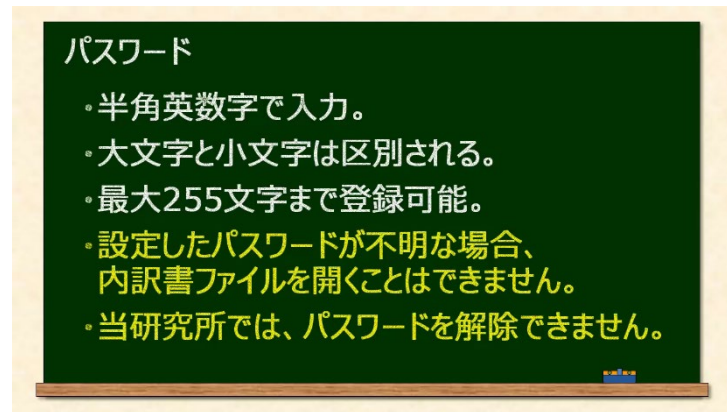 パスワード
・半角英数字で入力。
・大文字と小文字は区別される。
・最大255文字まで登録可能。
・設定したパスワードが不明な場合、
内訳書ファイルを開くことはできません。
・当研究所では、パスワードを解除できません。